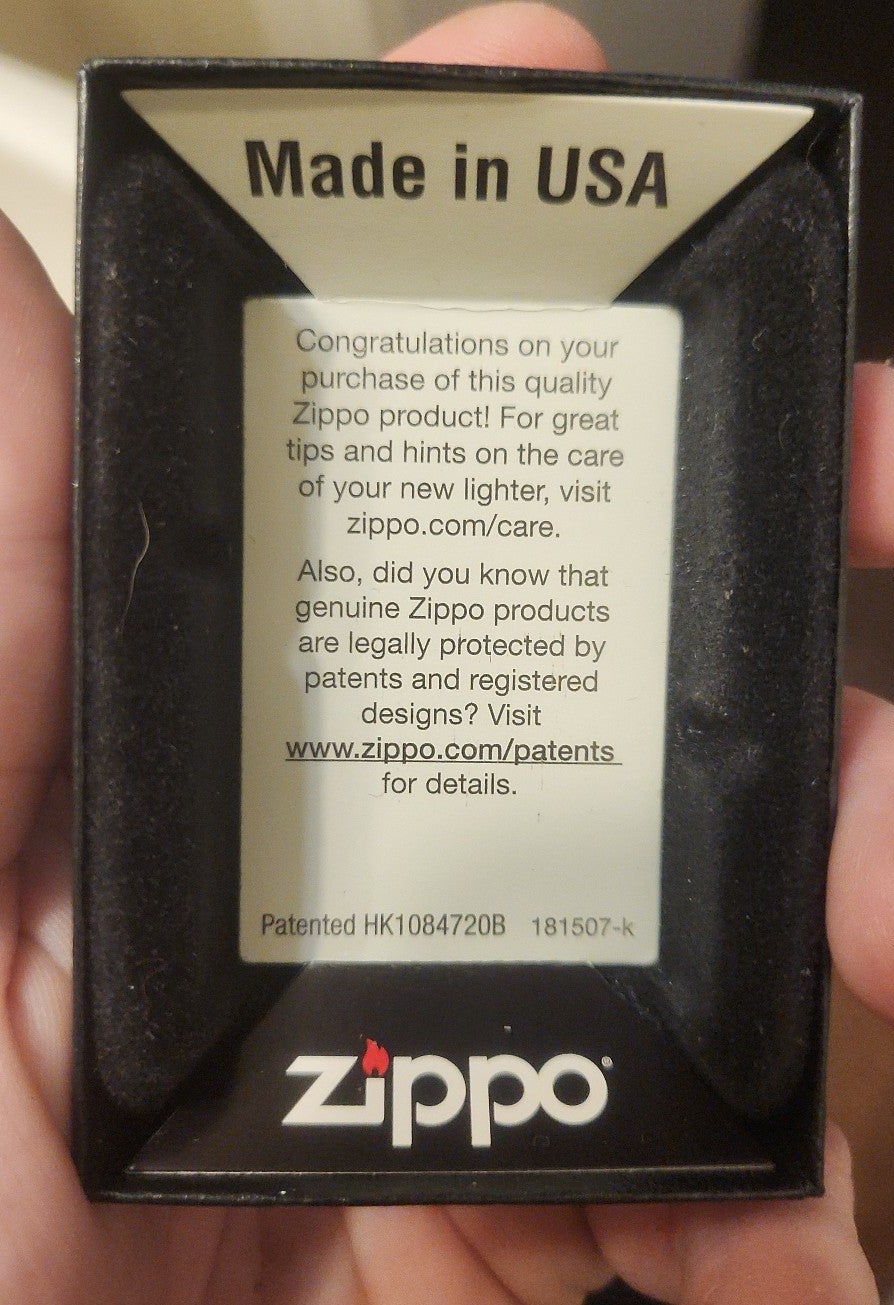 Made in USA
Congratulations on your
purchase of this quality
Zippo product! For great
tips and hints on the care
of your new lighter, visit
zippo.com/care.
Also, did you know that
genuine Zippo products
are legally protected by
patents and registered
designs? Visit
www.zippo.com/patents
for details.
Patented HK1084720B 181507-k
zippo®